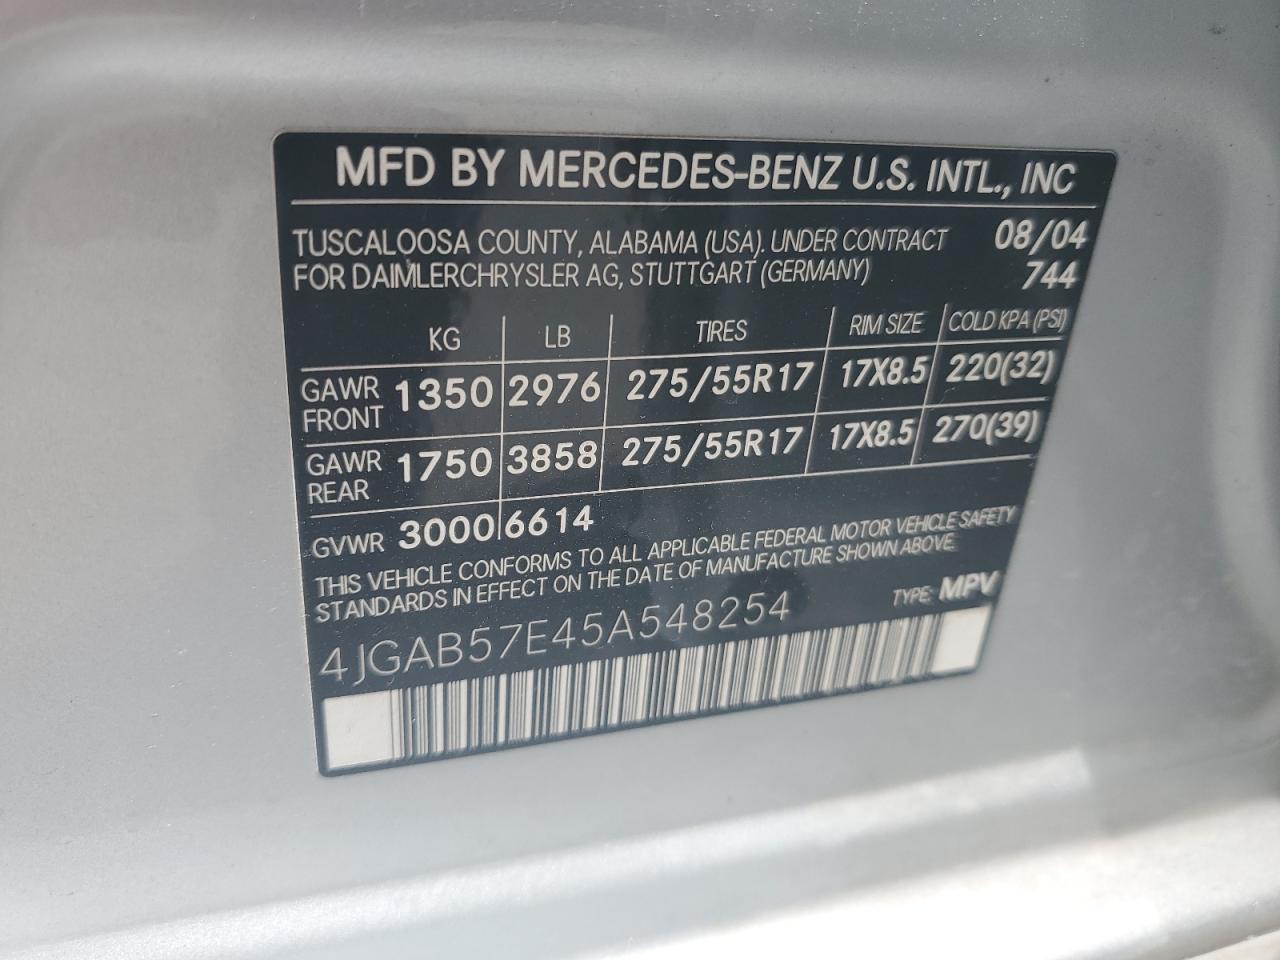 MFD BY MERCEDES-BENZ U.S. INTL., INC
TUSCALOOSA COUNTY, ALABAMA (USA). UNDER CONTRACT 08/04
FOR DAIMLERCHRYSLER AG, STUTTGART (GERMANY) 744
KG LB TIRES RIM SIZE COLD KPA (PSI)
GAWR FRONT 1350 2976 275/55R17 17X8.5 220(32)
GAWR REAR 1750 3858 275/55R17 17X8.5 270(39)
GVWR 3000 6614
THIS VEHICLE CONFORMS TO ALL APPLICABLE FEDERAL MOTOR VEHICLE SAFETY
STANDARDS IN EFFECT ON THE DATE OF MANUFACTURE SHOWN ABOVE.
4JGAB57E45A548254 TYPE: MPV